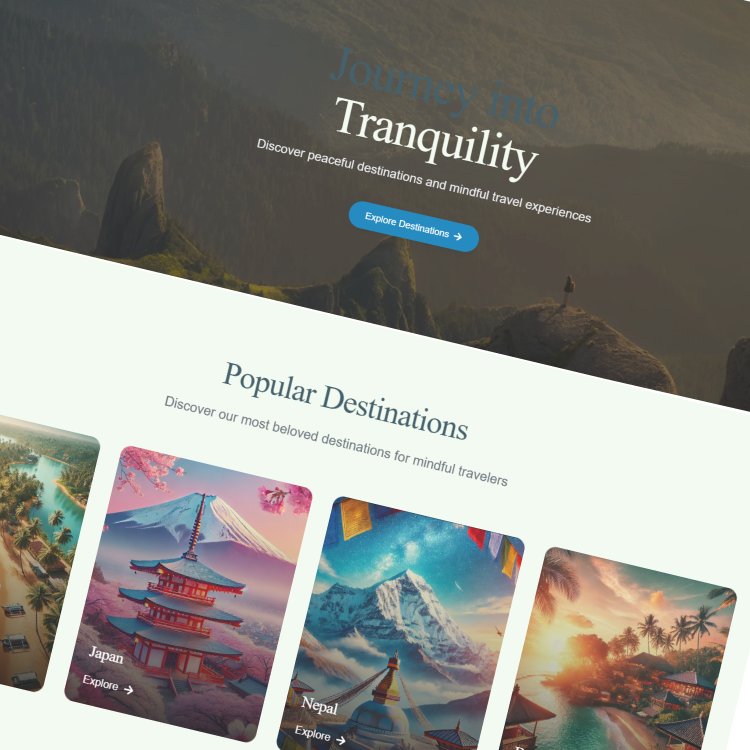 Journey into
Tranquility
Discover peaceful destinations and mindful travel experiences
Explore Destinations
Popular Destinations
Discover our most beloved destinations for mindful travelers
Japan
Explore
Nepal
Explore